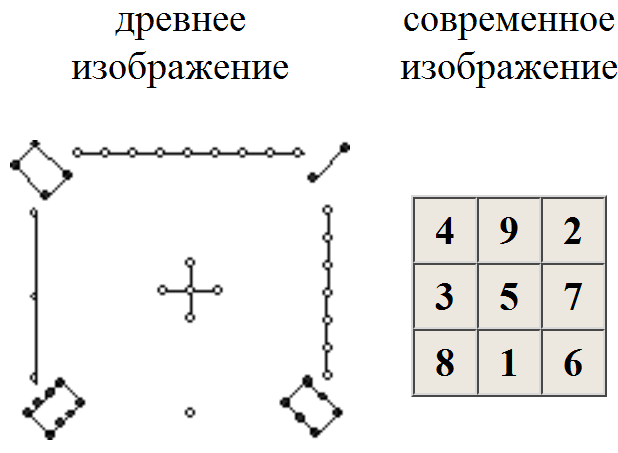 древнее
изображение
современное
изображение
4 9 2
3 5 7
8 1 6